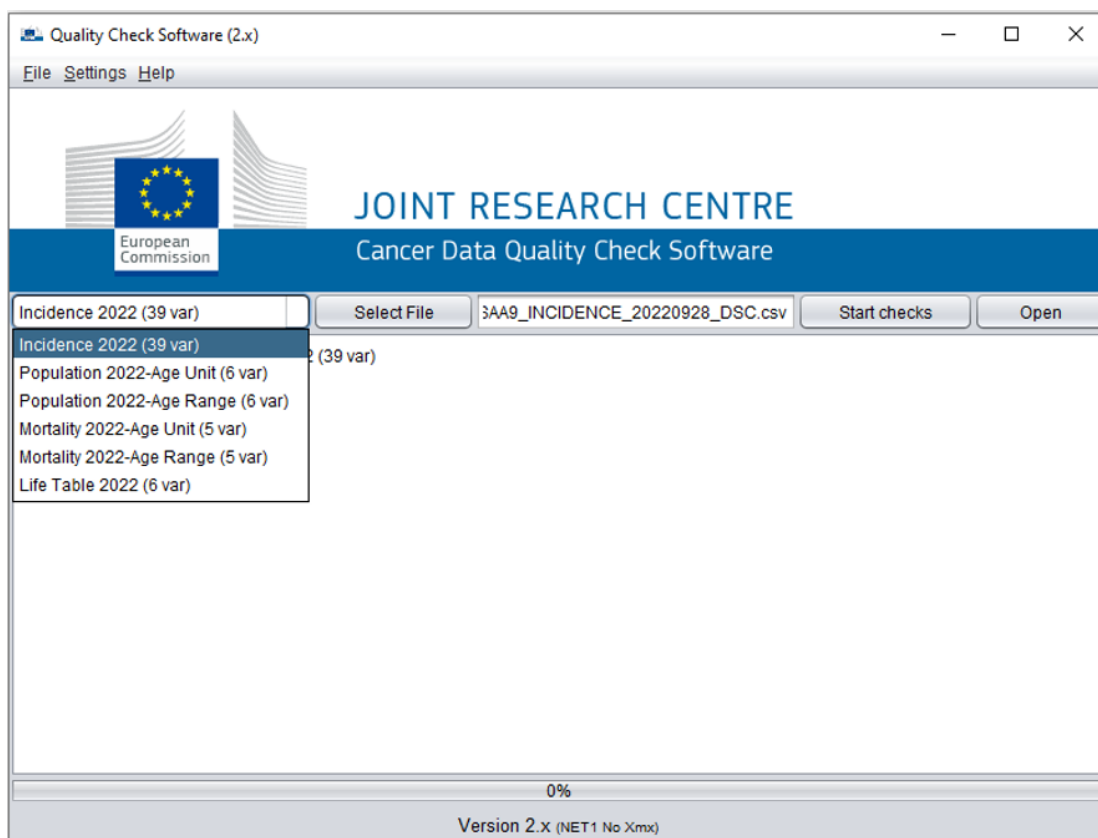 Quality Check Software (2.x)
File Settings Help
JOINT RESEARCH CENTRE
Cancer Data Quality Check Software
European
Commission
Incidence 2022 (39 var) Select File SAA9_INCIDENCE_20220928_DSC.csv Start checks Open
Incidence 2022 (39 var)
(39 var)
Population 2022-Age Unit (6 var)
Population 2022-Age Range (6 var)
Mortality 2022-Age Unit (5 var)
Mortality 2022-Age Range (5 var)
Life Table 2022 (6 var)
0%
Version 2.x (NET1 No Xmx)